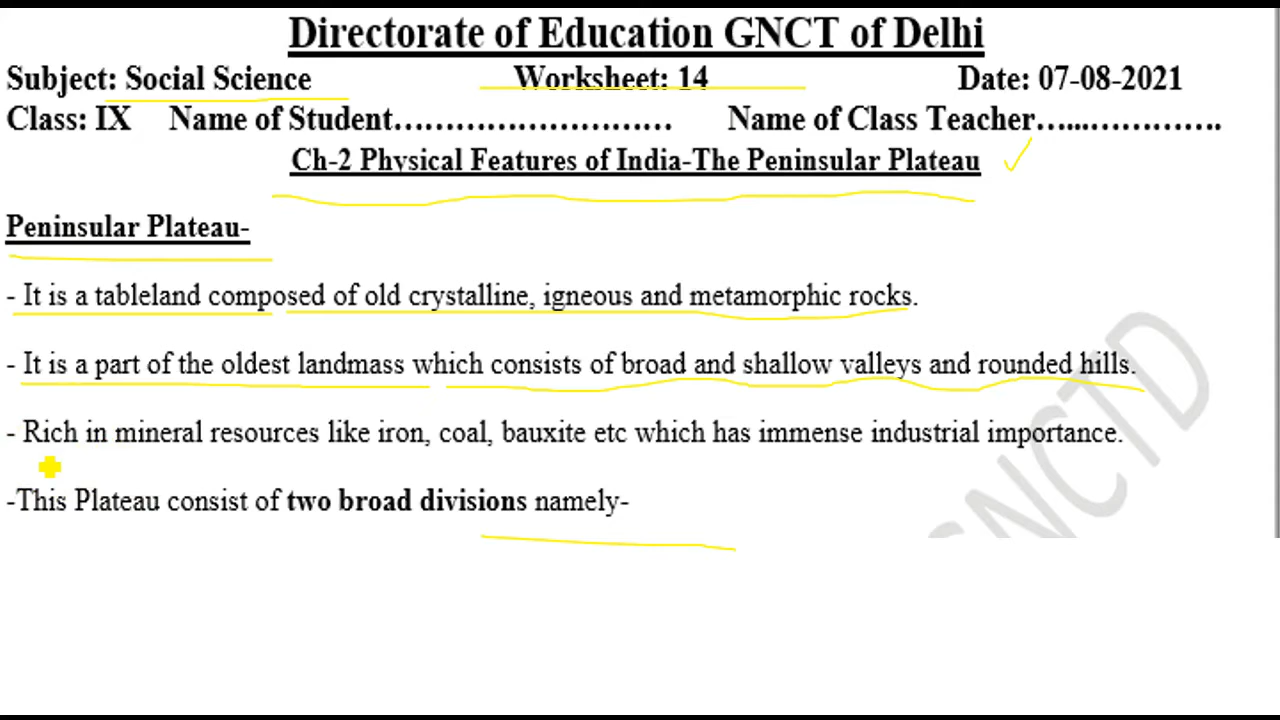 Directorate of Education GNCT of Delhi
Subject: Social Science Worksheet: 14 Date: 07-08-2021
Class: IX Name of Student………………………… Name of Class Teacher…...………….
Ch-2 Physical Features of India-The Peninsular Plateau
Peninsular Plateau-
- It is a tableland composed of old crystalline, igneous and metamorphic rocks.
- It is a part of the oldest landmass which consists of broad and shallow valleys and rounded hills.
- Rich in mineral resources like iron, coal, bauxite etc which has immense industrial importance.
-This Plateau consist of two broad divisions namely-
GNCTD